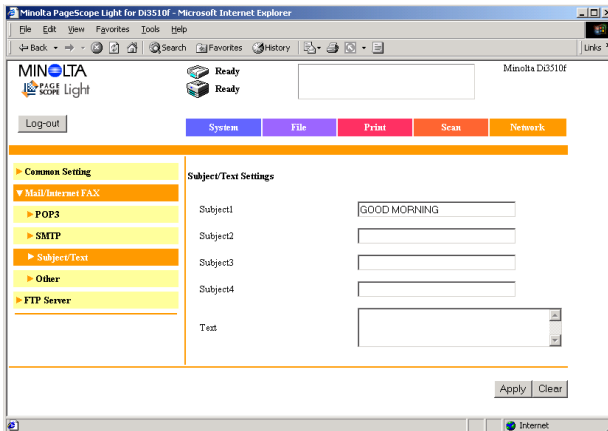 Minolta PageScope Light for Di3510f - Microsoft Internet Explorer
File Edit View Favorites Tools Help
Back Search Favorites History Links
MINOLTA Ready Minolta Di3510f
PAGE SCOPE Light Ready
Log-out System File Print Scan Network
Common Setting
Subject/Text Settings
Mail/Internet FAX
POP3
Subject1 GOOD MORNING
SMTP
Subject2
Subject/Text
Subject3
Other
Subject4
FTP Server
Text
Apply Clear
Internet